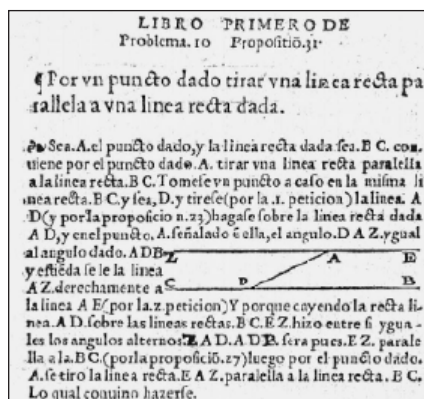 LIBRO PRIMERO DE
Problema. 10 Propositiõ. 31.
¶ Por vn puncto dado tirar vna linea recta pa
rallela a vna linea recta dada.
Sea. A. el puncto dado, y la linea recta dada sea. B C. con.
uiene por el puncto dado. A. tirar vna linea recta paralella
a la linea recta. B C. Tomese vn puncto a caso en la misma li
nea recta. B C. y sea, D. y tirese (por la .1. peticion) la linea. A
D (y por la proposicio n. 23) hagase sobre la linea recta dada
A D, y en el puncto. A. señalado ẽ ella, el angulo. D A Z. ygual
al angulo dado. A D B
y estiẽda se le la linea
A Z. derechamente a
Z A E
C D B
la linea A E (por la. 2. peticion) Y porque cayendo la recta li
nea. A D. sobre las lineas rectas. B C. E Z. hizo entre si ygua-
les los angulos alternos. Z A D. A D B. sera pues. E Z. parale
lla a la. B C. (por la proposiciõ. 27) luego por el puncto dado.
A. se tiro la linea recta. E A Z. paralella a la linea recta. B C.
Lo qual conuino hazerse.